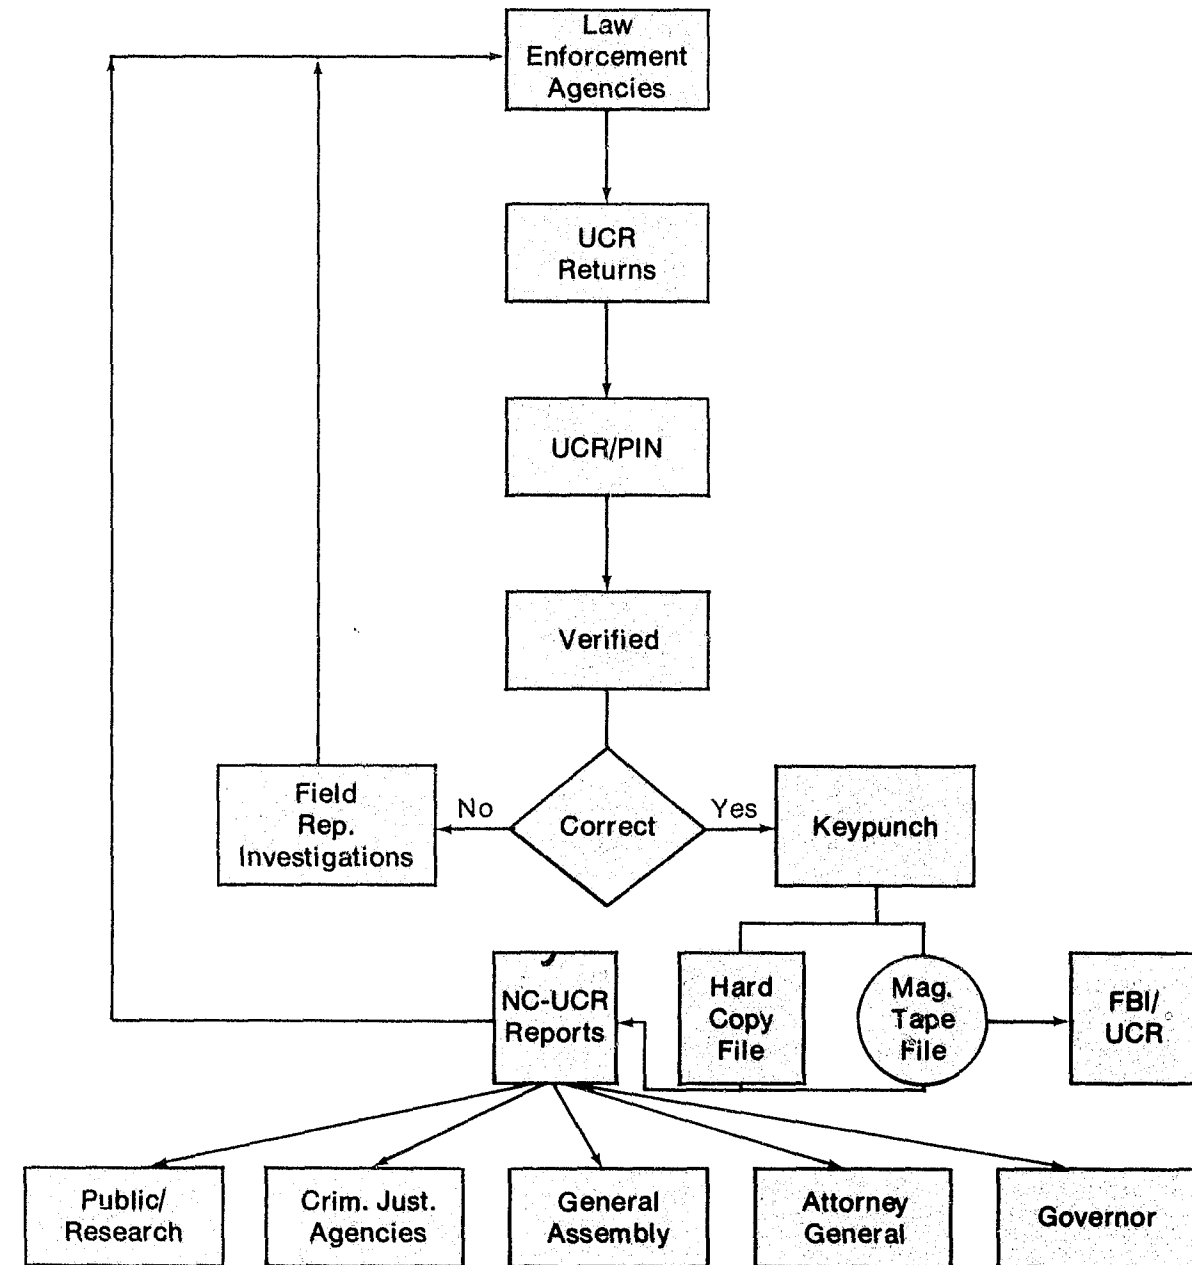 Law
Enforcement
Agencies
UCR
Returns
UCR/PIN
Verified
Field
Rep.
Investigations
No
Correct
Yes
Keypunch
NC-UCR
Reports
Hard
Copy
File
Mag.
Tape
File
FBI/
UCR
Public/
Research
Crim. Just.
Agencies
General
Assembly
Attorney
General
Governor